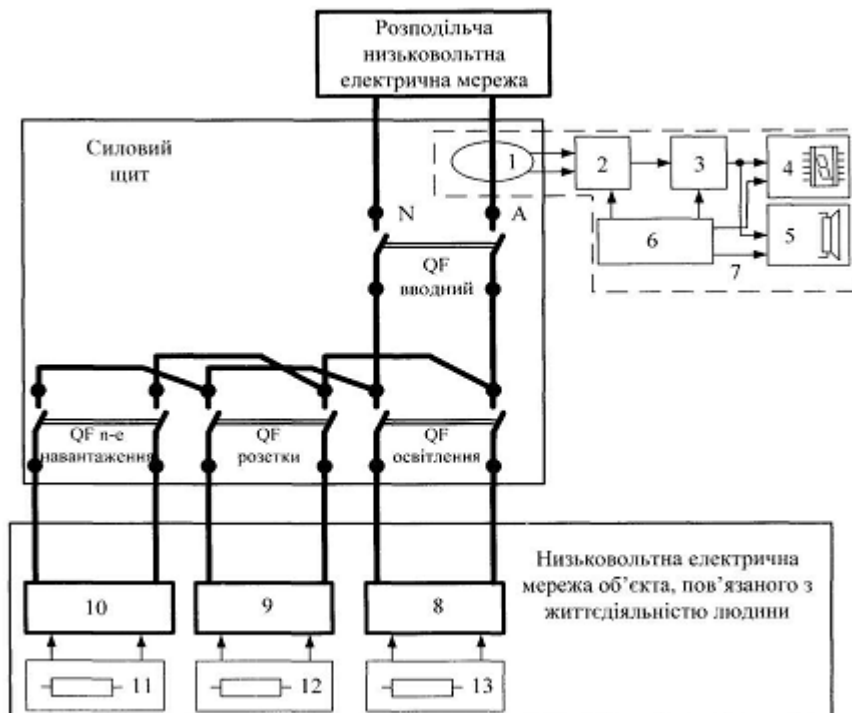 Розподільча
низьковольтна
електрична мережа
Силовий
щит
1
2
3
4
N
A
6
5
7
QF
вводний
QF n-е
навантаження
QF
розетки
QF
освітлення
Низьковольтна електрична
мережа об’єкта, пов’язаного з
життєдіяльністю людини
10
9
8
11
12
13